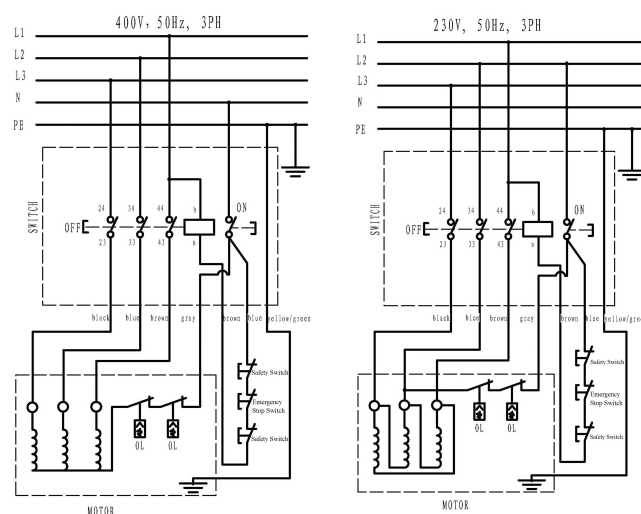 400V, 50Hz, 3PH
L1
L2
L3
N
PE
SWITCH
24
34
44
b
ON
OFF
23
33
43
a
black
blue
brown
gray
brown
blue
yellow/green
Safety Switch
Emergency
Stop Switch
Safety Switch
OL
OL
MOTOR
230V, 50Hz, 3PH
L1
L2
L3
N
PE
SWITCH
24
34
44
b
ON
OFF
23
33
43
a
black
blue
brown
gray
brown
blue
yellow/gree
Safety Switch
Emergency
Stop Switch
Safety Switch
OL
OL
MOTOR